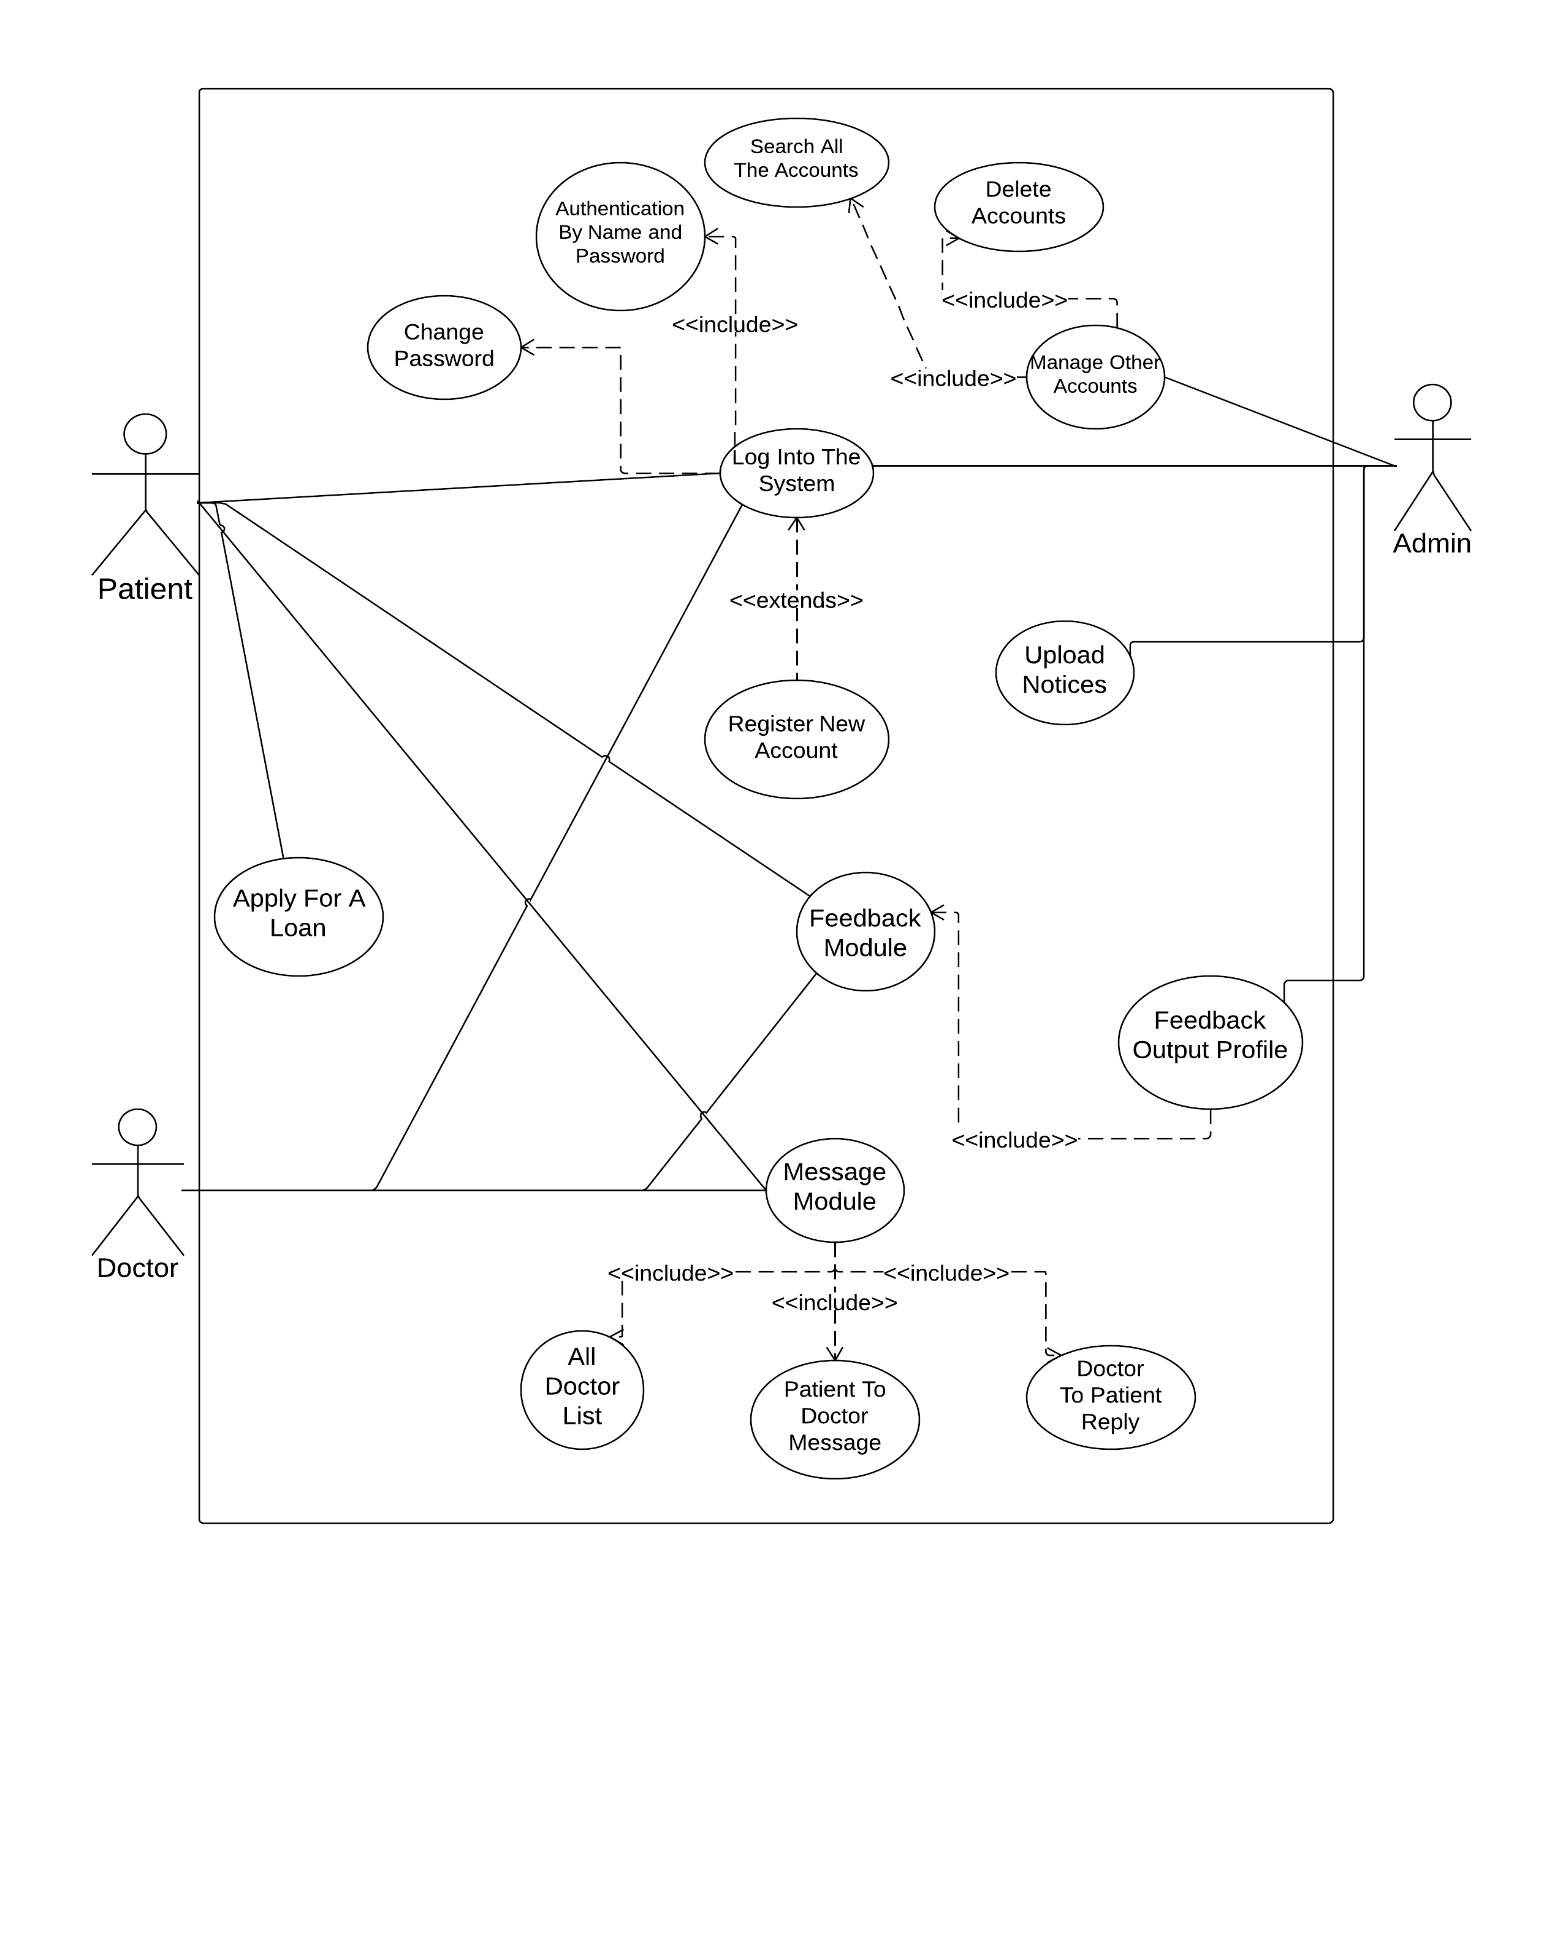 Search All
The Accounts
Delete
Accounts
Authentication
By Name and
Password
<<include>>
<<include>>
Change
Password
Manage Other
Accounts
<<include>>
Log Into The
System
Admin
Patient
<<extends>>
Upload
Notices
Register New
Account
Apply For A
Loan
Feedback
Module
Feedback
Output Profile
<<include>>
Message
Module
Doctor
<<include>>
<<include>>
<<include>>
All
Doctor
List
Patient To
Doctor
Message
Doctor
To Patient
Reply